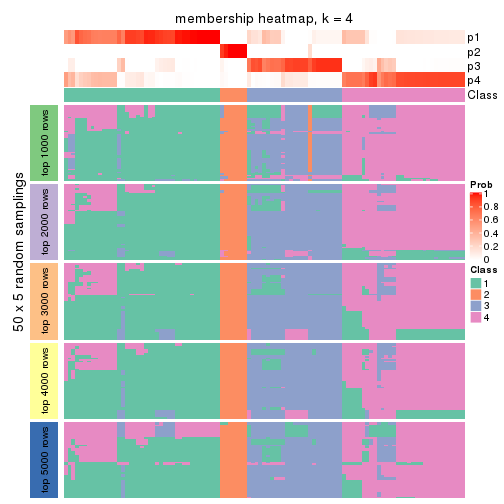 membership heatmap, k = 4
p1
p2
p3
p4
Class
50 x 5 random samplings
top 1000 rows
top 2000 rows
top 3000 rows
top 4000 rows
top 5000 rows
Prob
1
0.8
0.6
0.4
0.2
0
Class
1
2
3
4